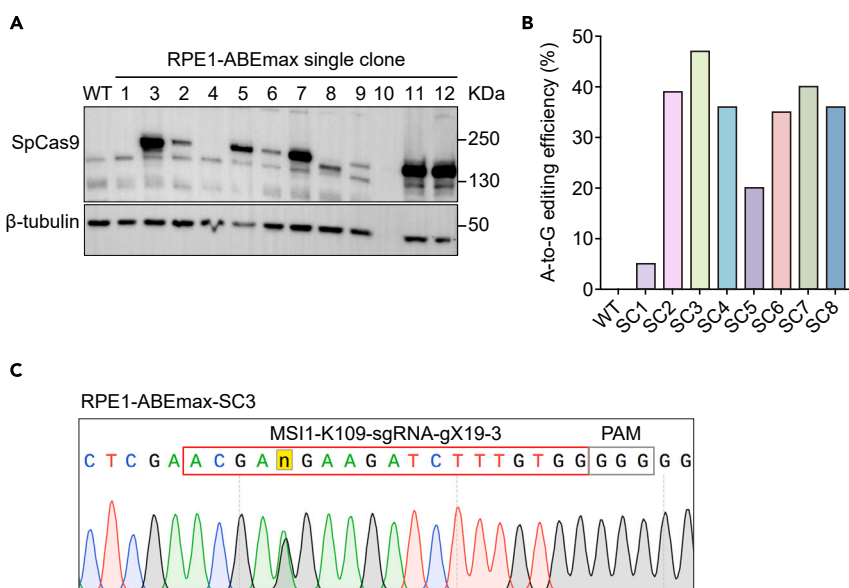 A
RPE1-ABEmax single clone
WT 1 3 2 4 5 6 7 8 9 10 11 12 KDa
SpCas9
250
130
β-tubulin
50
B
A-to-G editing efficiency (%)
50
40
30
20
10
0
WT SC1 SC2 SC3 SC4 SC5 SC6 SC7 SC8
C
RPE1-ABEmax-SC3
MSI1-K109-sgRNA-gX19-3 PAM
C T C G A A C G A n G A A G A T C T T T G T G G G G G G G